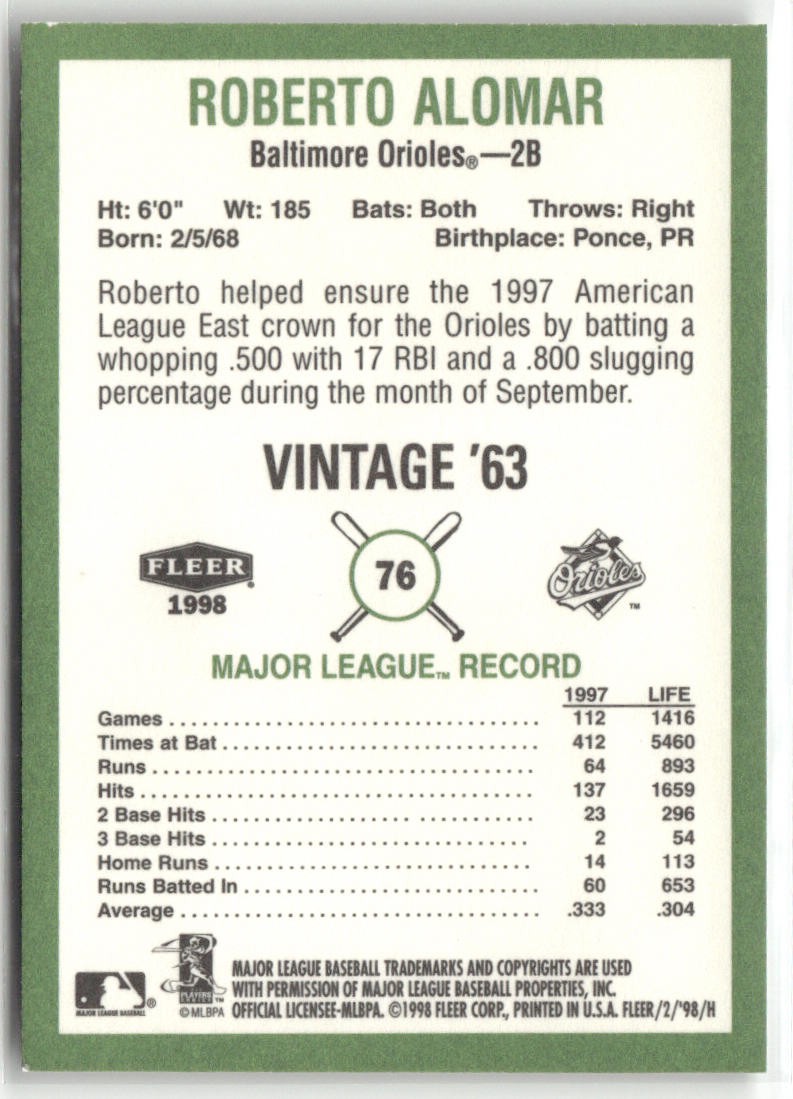 ROBERTO ALOMAR
Baltimore Orioles®—2B
Ht: 6'0" Wt: 185 Bats: Both Throws: Right
Born: 2/5/68 Birthplace: Ponce, PR
Roberto helped ensure the 1997 American
League East crown for the Orioles by batting a
whopping .500 with 17 RBI and a .800 slugging
percentage during the month of September.
VINTAGE '63
FLEER
1998
76
Orioles
TM
MAJOR LEAGUE™ RECORD
1997 LIFE
Games 112 1416
Times at Bat 412 5460
Runs 64 893
Hits 137 1659
2 Base Hits 23 296
3 Base Hits 2 54
Home Runs 14 113
Runs Batted In 60 653
Average .333 .304
MAJOR LEAGUE BASEBALL
®
PLAYERS
TM
© MLBPA
MAJOR LEAGUE BASEBALL TRADEMARKS AND COPYRIGHTS ARE USED
WITH PERMISSION OF MAJOR LEAGUE BASEBALL PROPERTIES, INC.
OFFICIAL LICENSEE-MLBPA. ©1998 FLEER CORP., PRINTED IN U.S.A. FLEER/2/'98/H